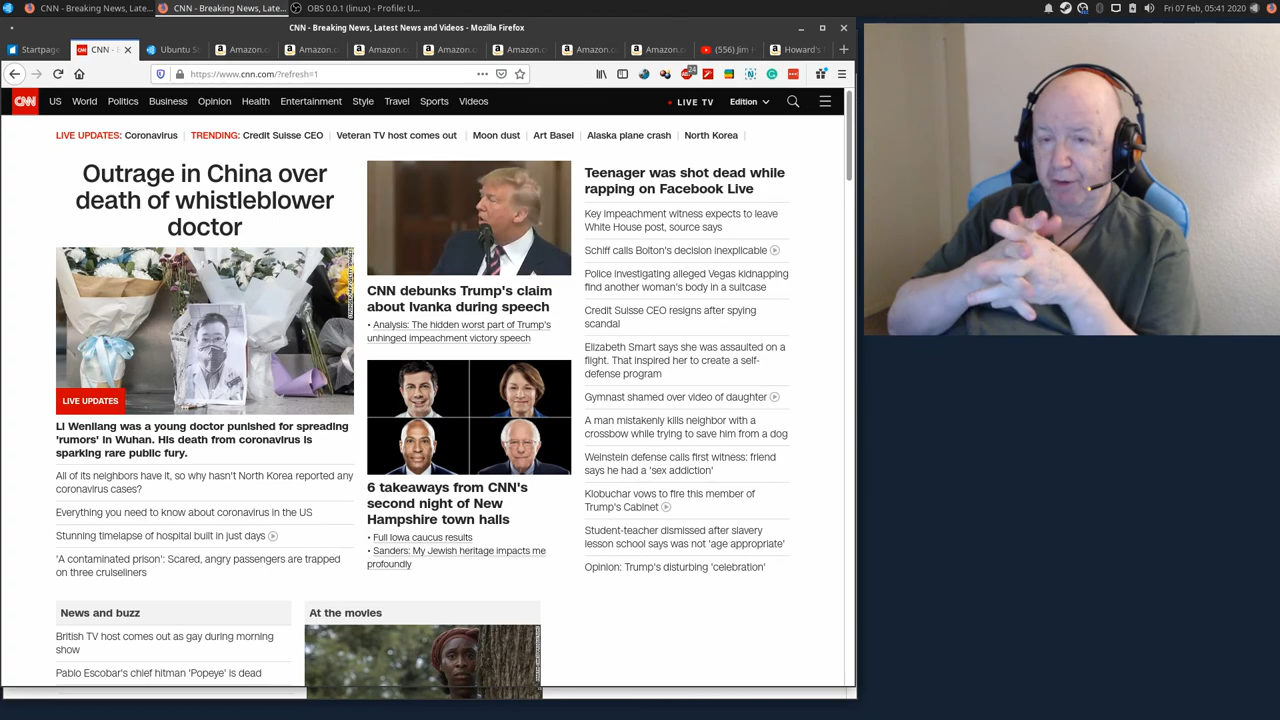 CNN - Breaking News, Late...
CNN - Breaking News, Late...
OBS 0.0.1 (linux) - Profile: U...
Fri 07 Feb, 05:41 2020
CNN - Breaking News, Latest News and Videos - Mozilla Firefox
Startpage
CNN - B
Ubuntu S
Amazon.c
Amazon.c
Amazon.c
Amazon.c
Amazon.c
Amazon.c
Amazon.c
(556) Jim H
Howard's
https://www.cnn.com/?refresh=1
24
CNN
US World Politics Business Opinion Health Entertainment Style Travel Sports Videos
LIVE TV
Edition
LIVE UPDATES: Coronavirus
TRENDING: Credit Suisse CEO
Veteran TV host comes out
Moon dust
Art Basel
Alaska plane crash
North Korea
Outrage in China over
death of whistleblower
doctor
LIVE UPDATES
Li Wenliang was a young doctor punished for spreading
'rumors' in Wuhan. His death from coronavirus is
sparking rare public fury.
All of its neighbors have it, so why hasn't North Korea reported any
coronavirus cases?
Everything you need to know about coronavirus in the US
Stunning timelapse of hospital built in just days
'A contaminated prison': Scared, angry passengers are trapped
on three cruiseliners
CNN debunks Trump's claim
about Ivanka during speech
• Analysis: The hidden worst part of Trump's
unhinged impeachment victory speech
6 takeaways from CNN's
second night of New
Hampshire town halls
• Full Iowa caucus results
• Sanders: My Jewish heritage impacts me
profoundly
Teenager was shot dead while
rapping on Facebook Live
Key impeachment witness expects to leave
White House post, source says
Schiff calls Bolton's decision inexplicable
Police investigating alleged Vegas kidnapping
find another woman's body in a suitcase
Credit Suisse CEO resigns after spying
scandal
Elizabeth Smart says she was assaulted on a
flight. That inspired her to create a self-
defense program
Gymnast shamed over video of daughter
A man mistakenly kills neighbor with a
crossbow while trying to save him from a dog
Weinstein defense calls first witness: friend
says he had a 'sex addiction'
Klobuchar vows to fire this member of
Trump's Cabinet
Student-teacher dismissed after slavery
lesson school says was not 'age appropriate'
Opinion: Trump's disturbing 'celebration'
News and buzz
British TV host comes out as gay during morning
show
Pablo Escobar's chief hitman 'Popeye' is dead
At the movies